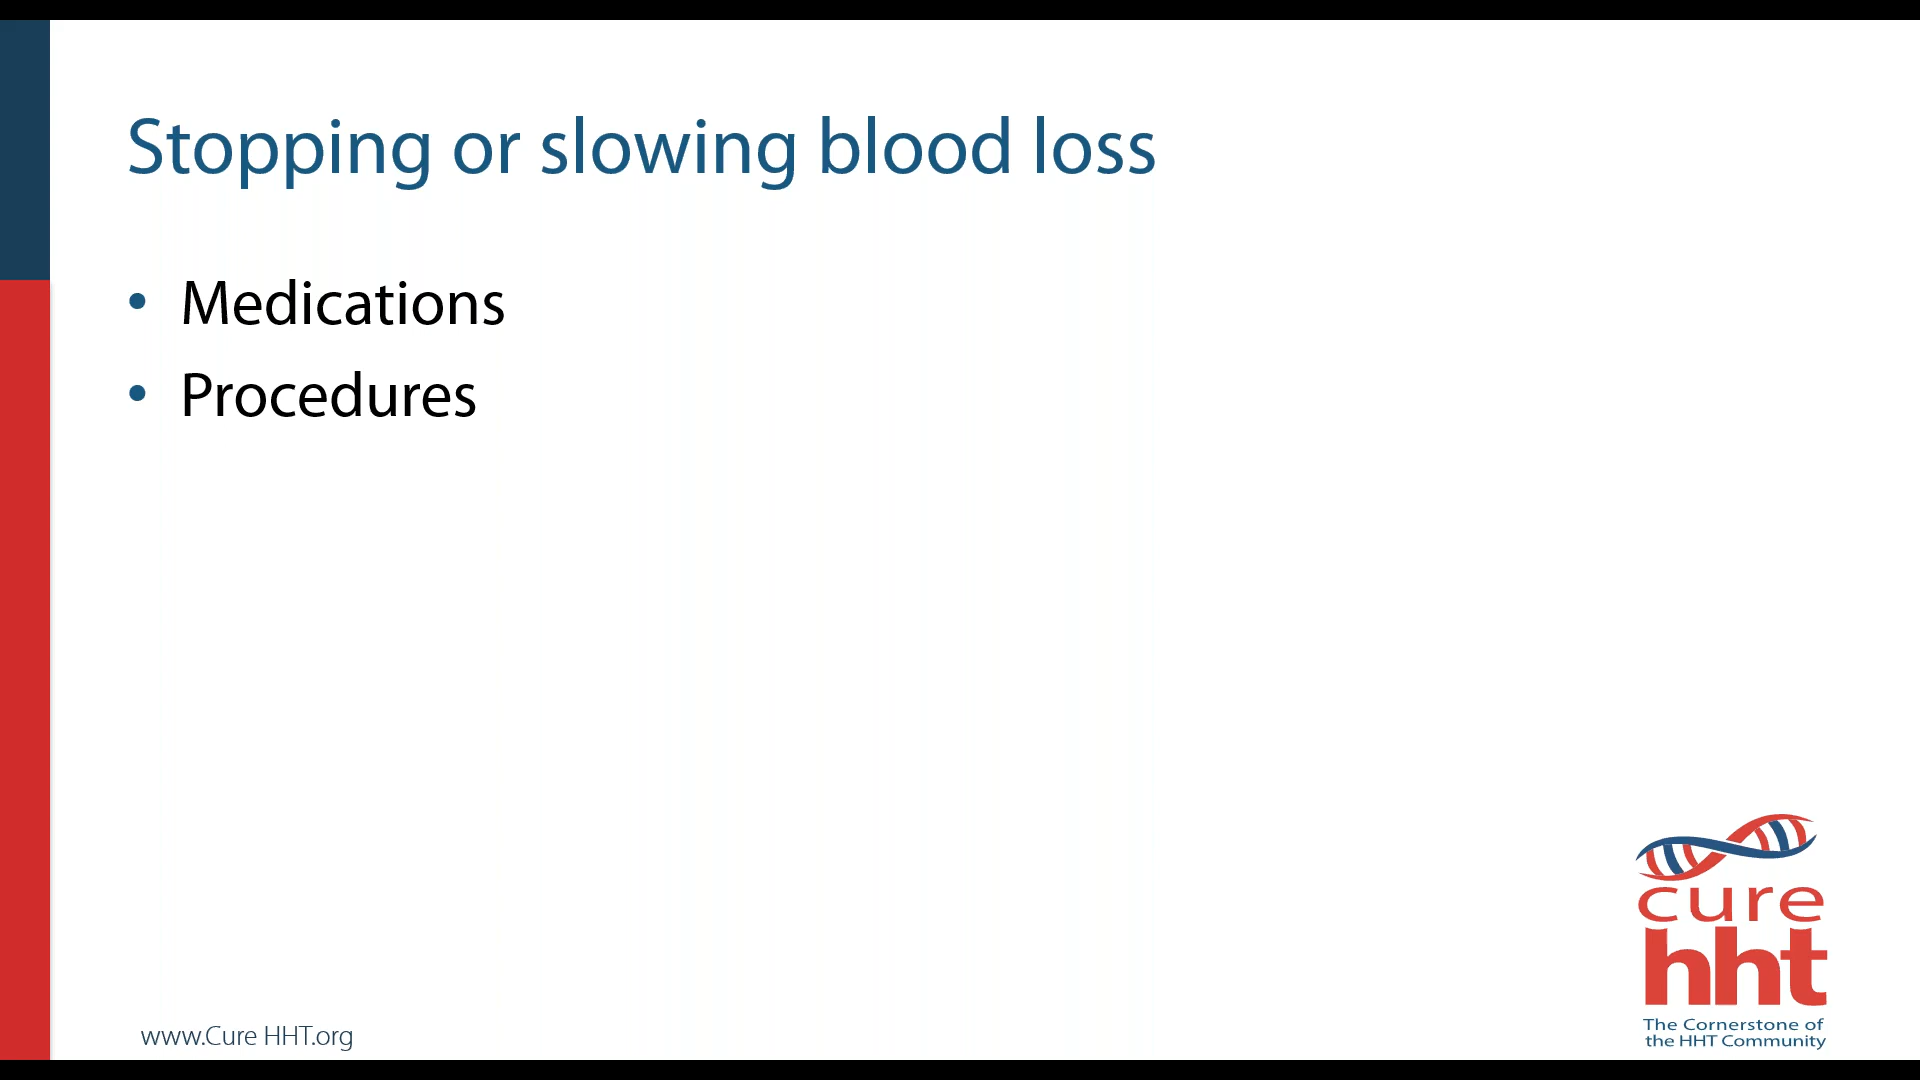 Stopping or slowing blood loss
• Medications
• Procedures
www.Cure HHT.org
cure
hht
The Cornerstone of
the HHT Community